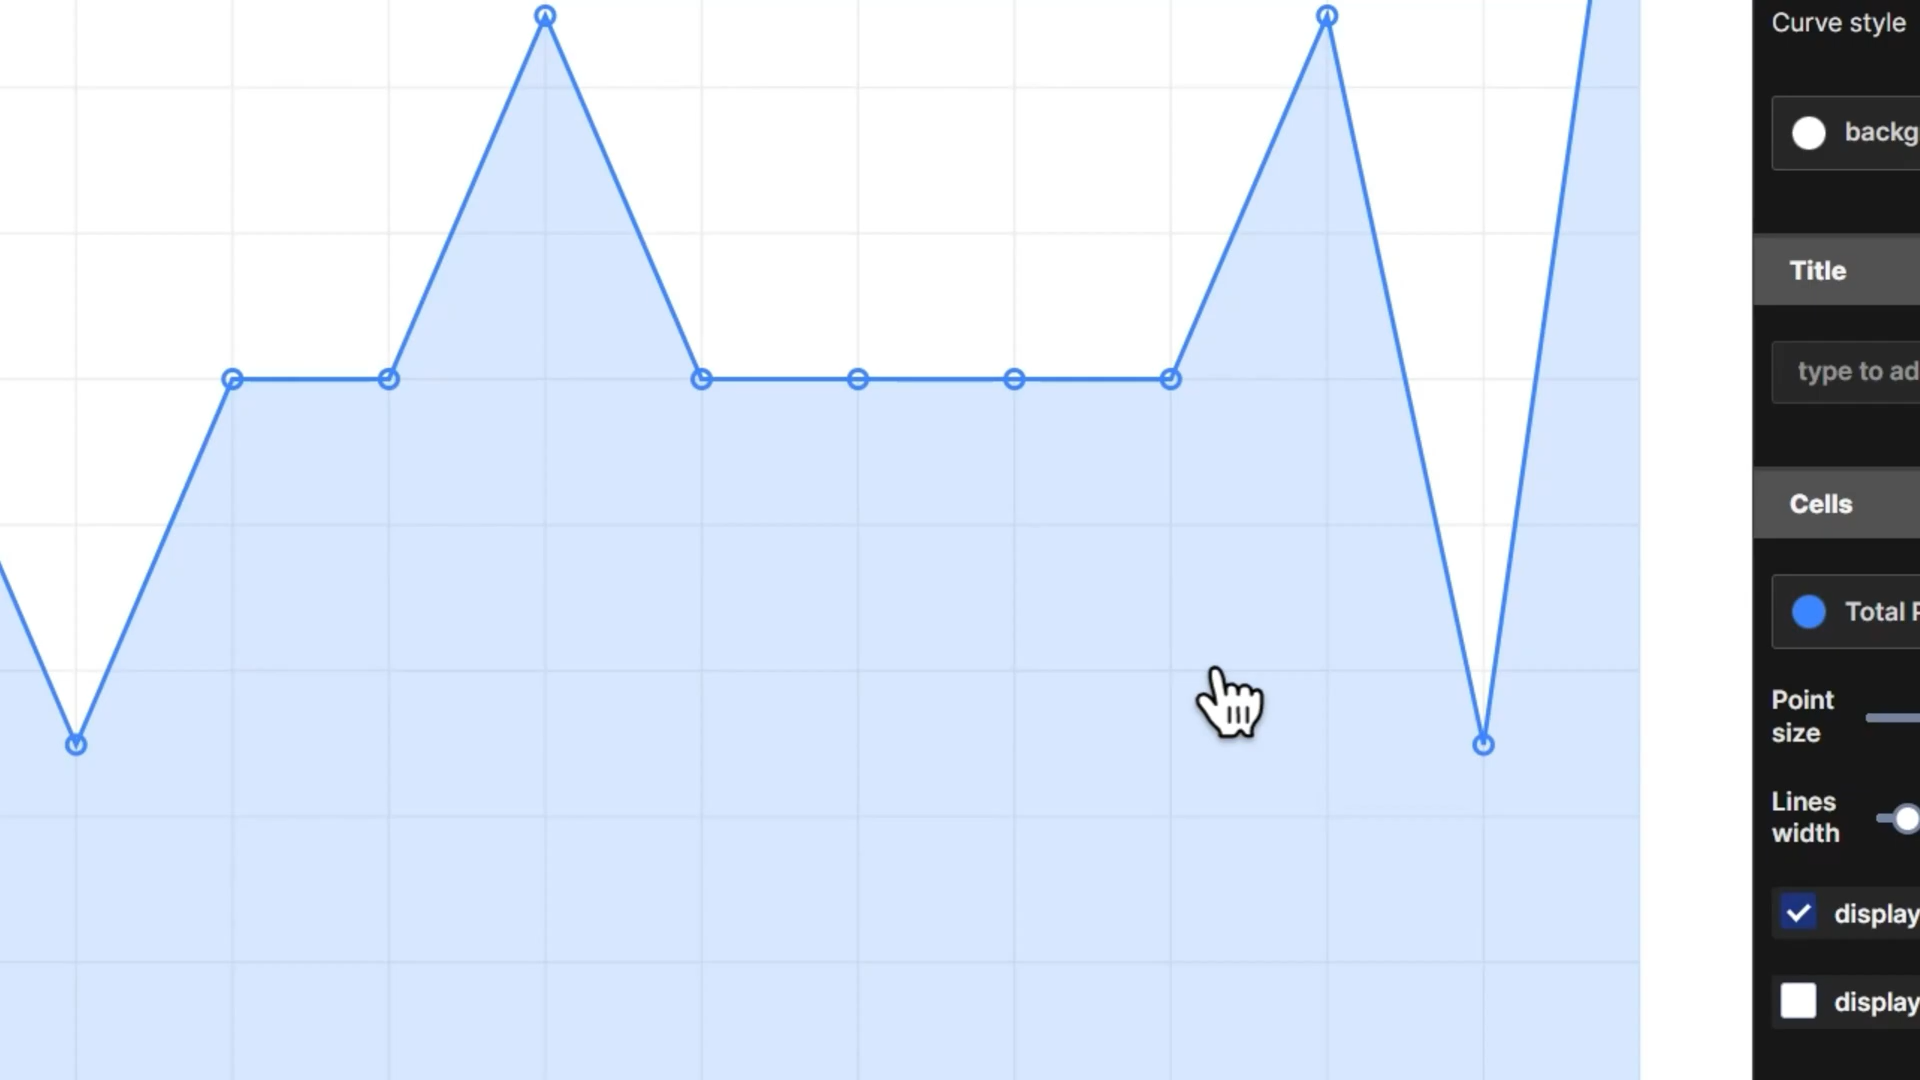 Curve style
backg
Title
type to ad
Cells
Total
Point
size
Lines
width
display
display